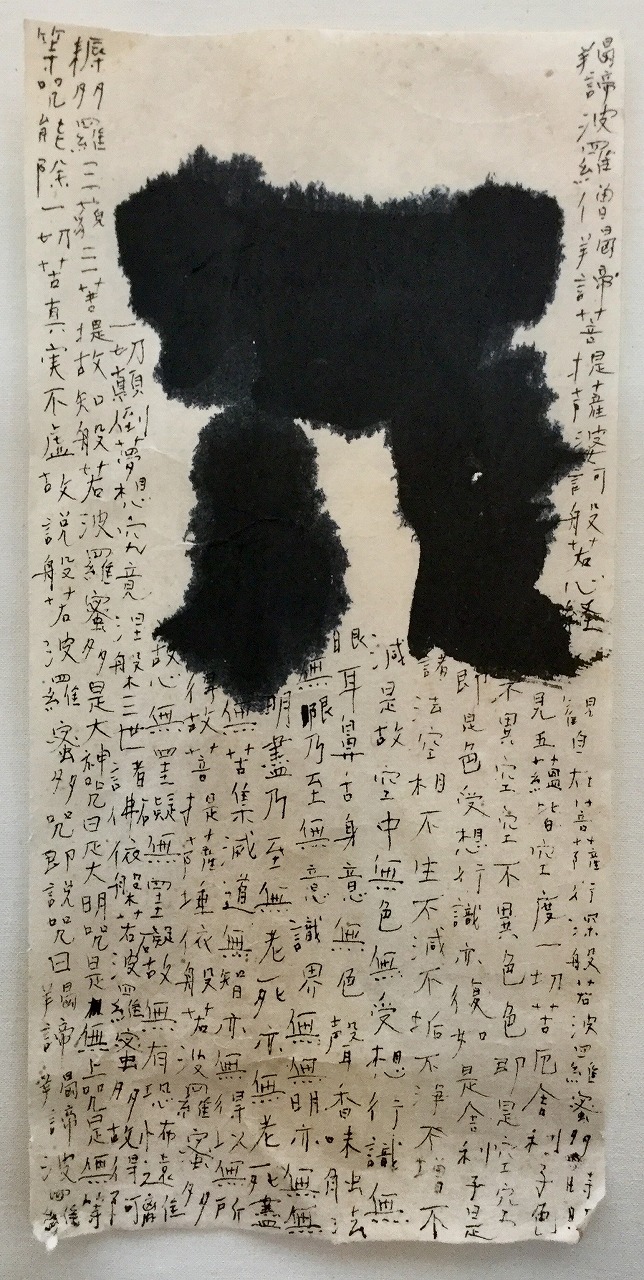 観自在菩薩行深般若波羅蜜多時照
見五蘊皆空度一切苦厄舎利子色
不異空空不異色色即是空空
即是色受想行識亦復如是舎利子是
諸法空相不生不減不垢不浄不増不
減是故空中無色無受想行識無
眼耳鼻舌身意無色聲香味触法
無眼乃至無意識界無無明亦無無
明盡乃至無老死亦無老死盡
無苦集滅道無智亦無得以無所
得故菩提薩埵依般若波羅蜜多
故心無罣礙無罣礙故無有恐怖遠離
一切顛倒夢想究竟涅槃三世諸佛依般若波羅蜜多故得阿
耨多羅三藐三菩提故知般若波羅蜜多是大神咒是大明咒是無上咒是無等
等咒能除一切苦真実不虚故説般若波羅蜜多咒即説咒曰羯諦羯諦波羅
羯諦波羅僧羯諦菩提薩婆訶般若心経